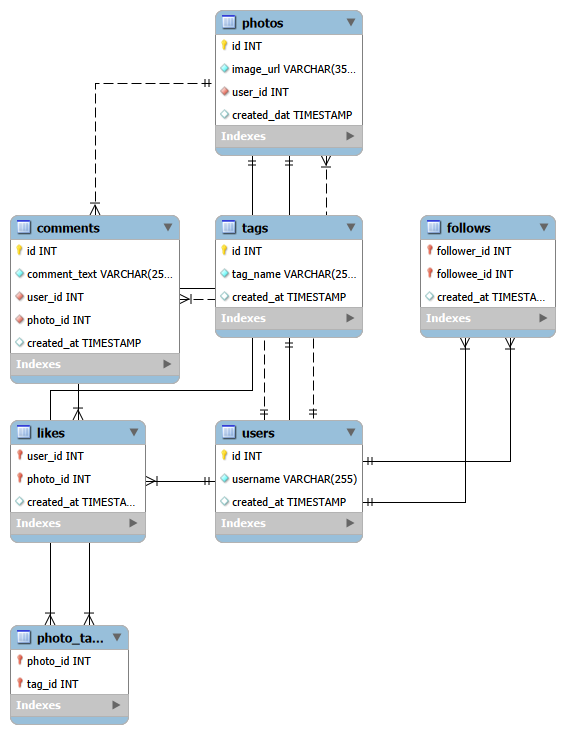 photos
id INT
image_url VARCHAR(35...
user_id INT
created_dat TIMESTAMP
Indexes
comments
id INT
comment_text VARCHAR(25...
user_id INT
photo_id INT
created_at TIMESTAMP
Indexes
tags
id INT
tag_name VARCHAR(25...
created_at TIMESTAMP
Indexes
follows
follower_id INT
followee_id INT
created_at TIMESTA...
Indexes
likes
user_id INT
photo_id INT
created_at TIMESTA...
Indexes
users
id INT
username VARCHAR(255)
created_at TIMESTAMP
Indexes
photo_ta...
photo_id INT
tag_id INT
Indexes